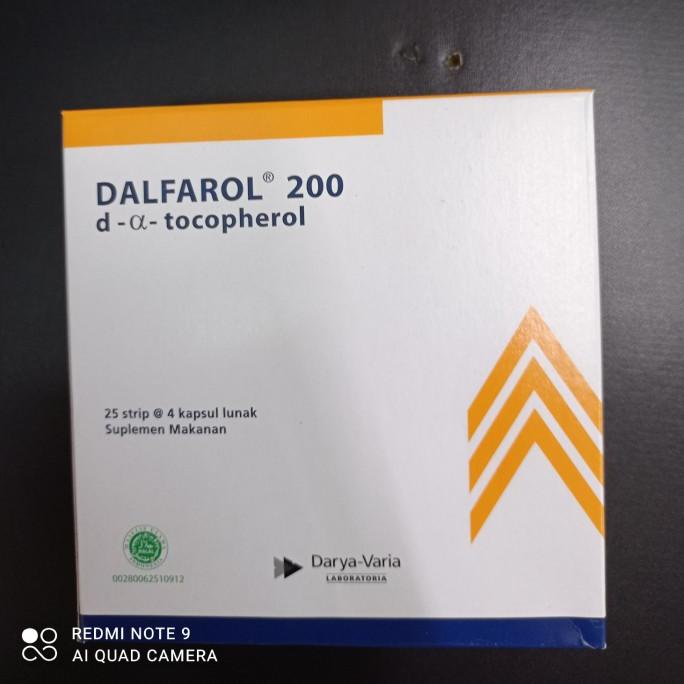 DALFAROL® 200
d-α-tocopherol
25 strip @ 4 kapsul lunak
Suplemen Makanan
HALAL
00280062510912
Darya-Varia
LABORATORIA
REDMI NOTE 9
AI QUAD CAMERA